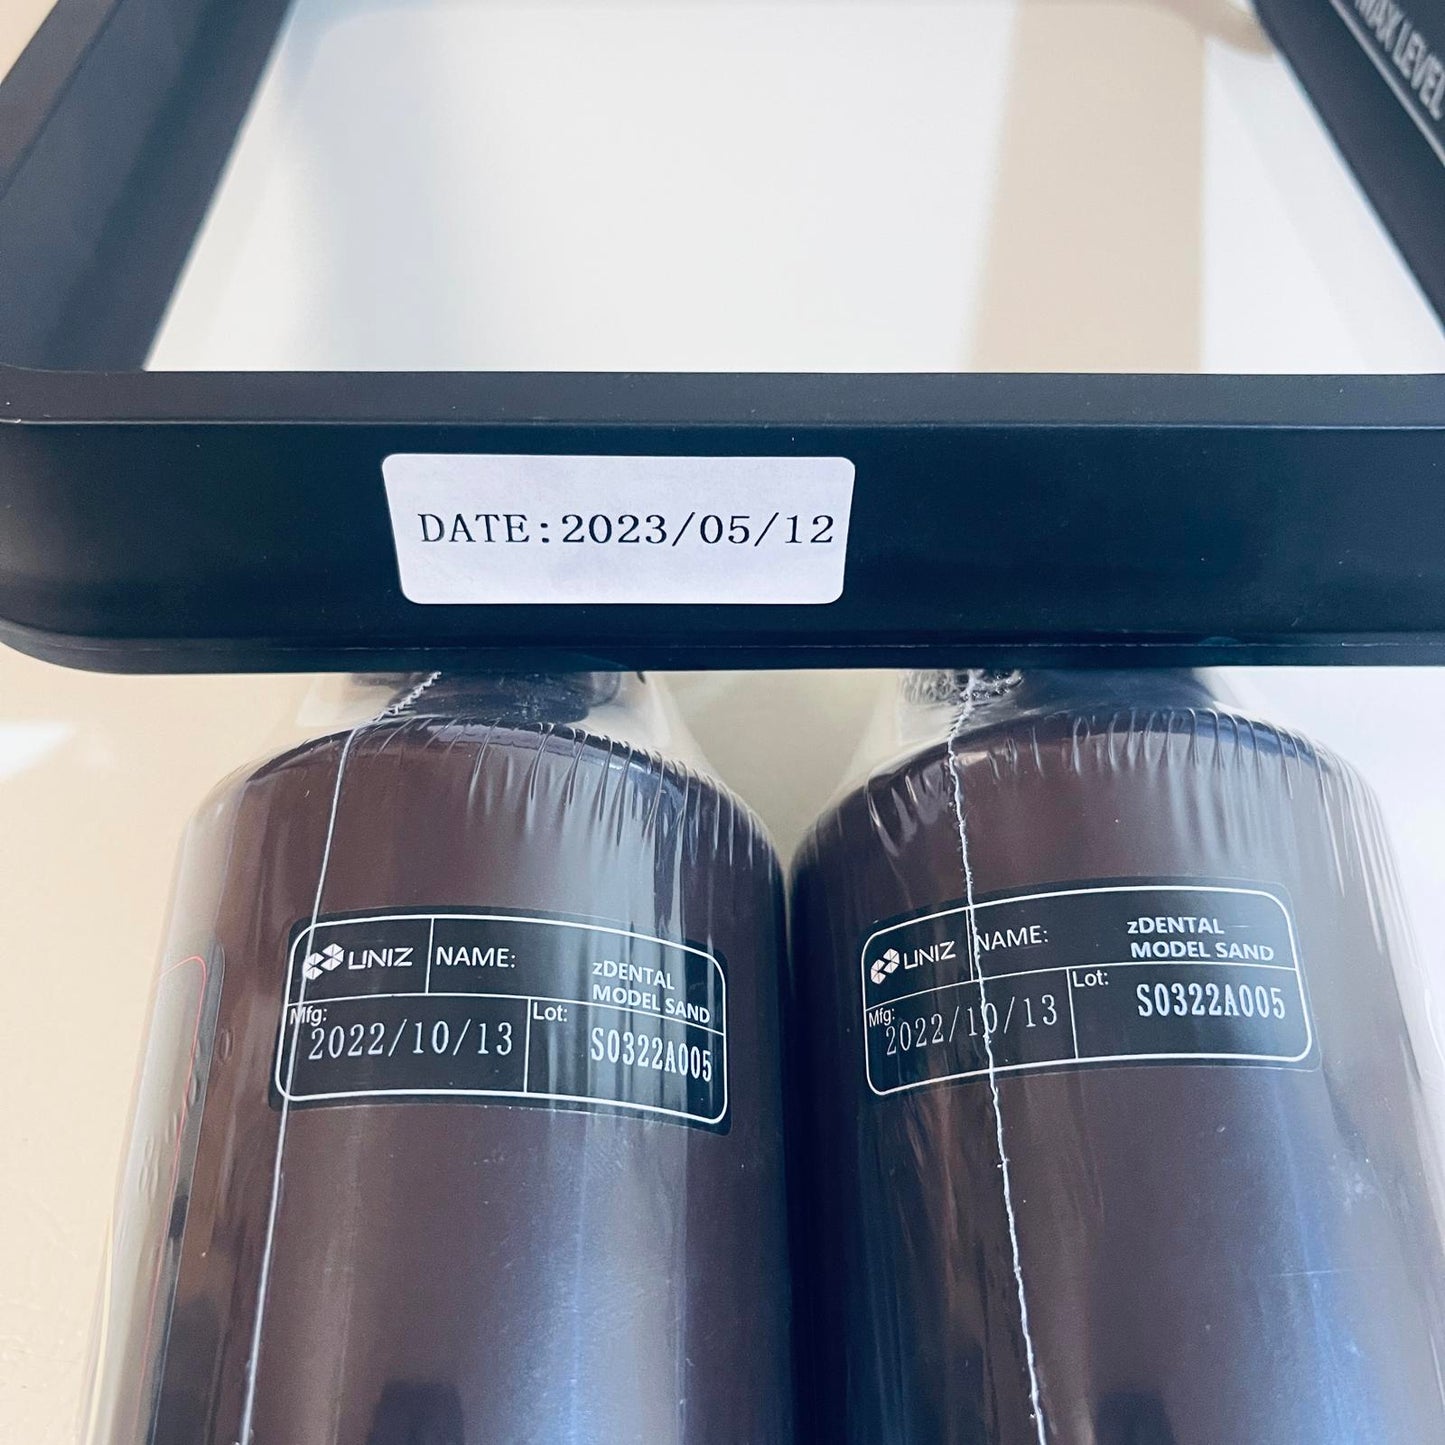 MAX LEVEL
DATE:2023/05/12
UNIZ NAME: zDENTAL
MODEL SAND
Mfg: 2022/10/13 Lot: S0322A005
UNIZ NAME: zDENTAL
MODEL SAND
Mfg: 2022/10/13 Lot: S0322A005